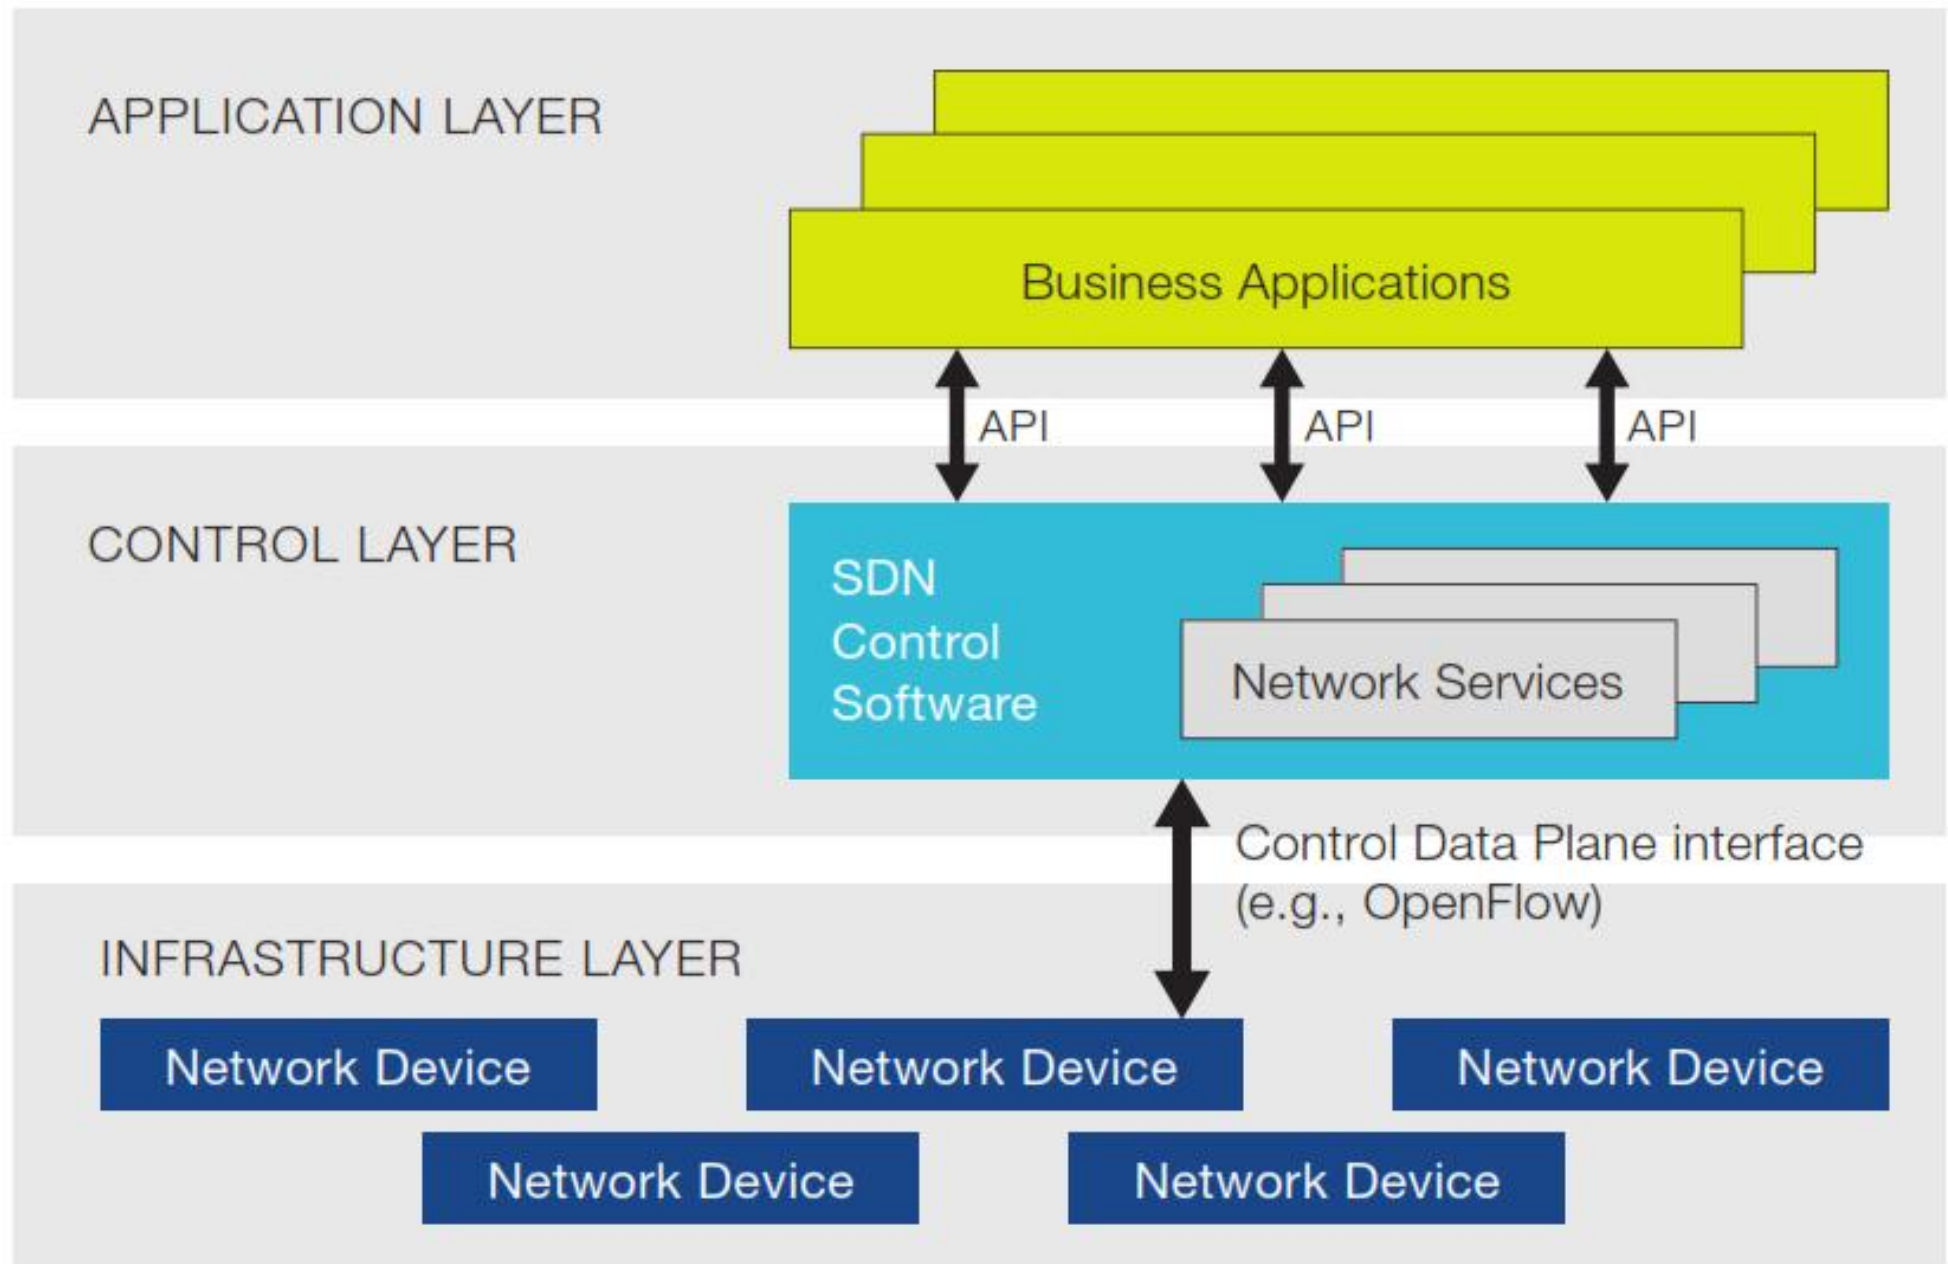 APPLICATION LAYER
Business Applications
API
API
API
CONTROL LAYER
SDN
Control
Software
Network Services
Control Data Plane interface
(e.g., OpenFlow)
INFRASTRUCTURE LAYER
Network Device
Network Device
Network Device
Network Device
Network Device